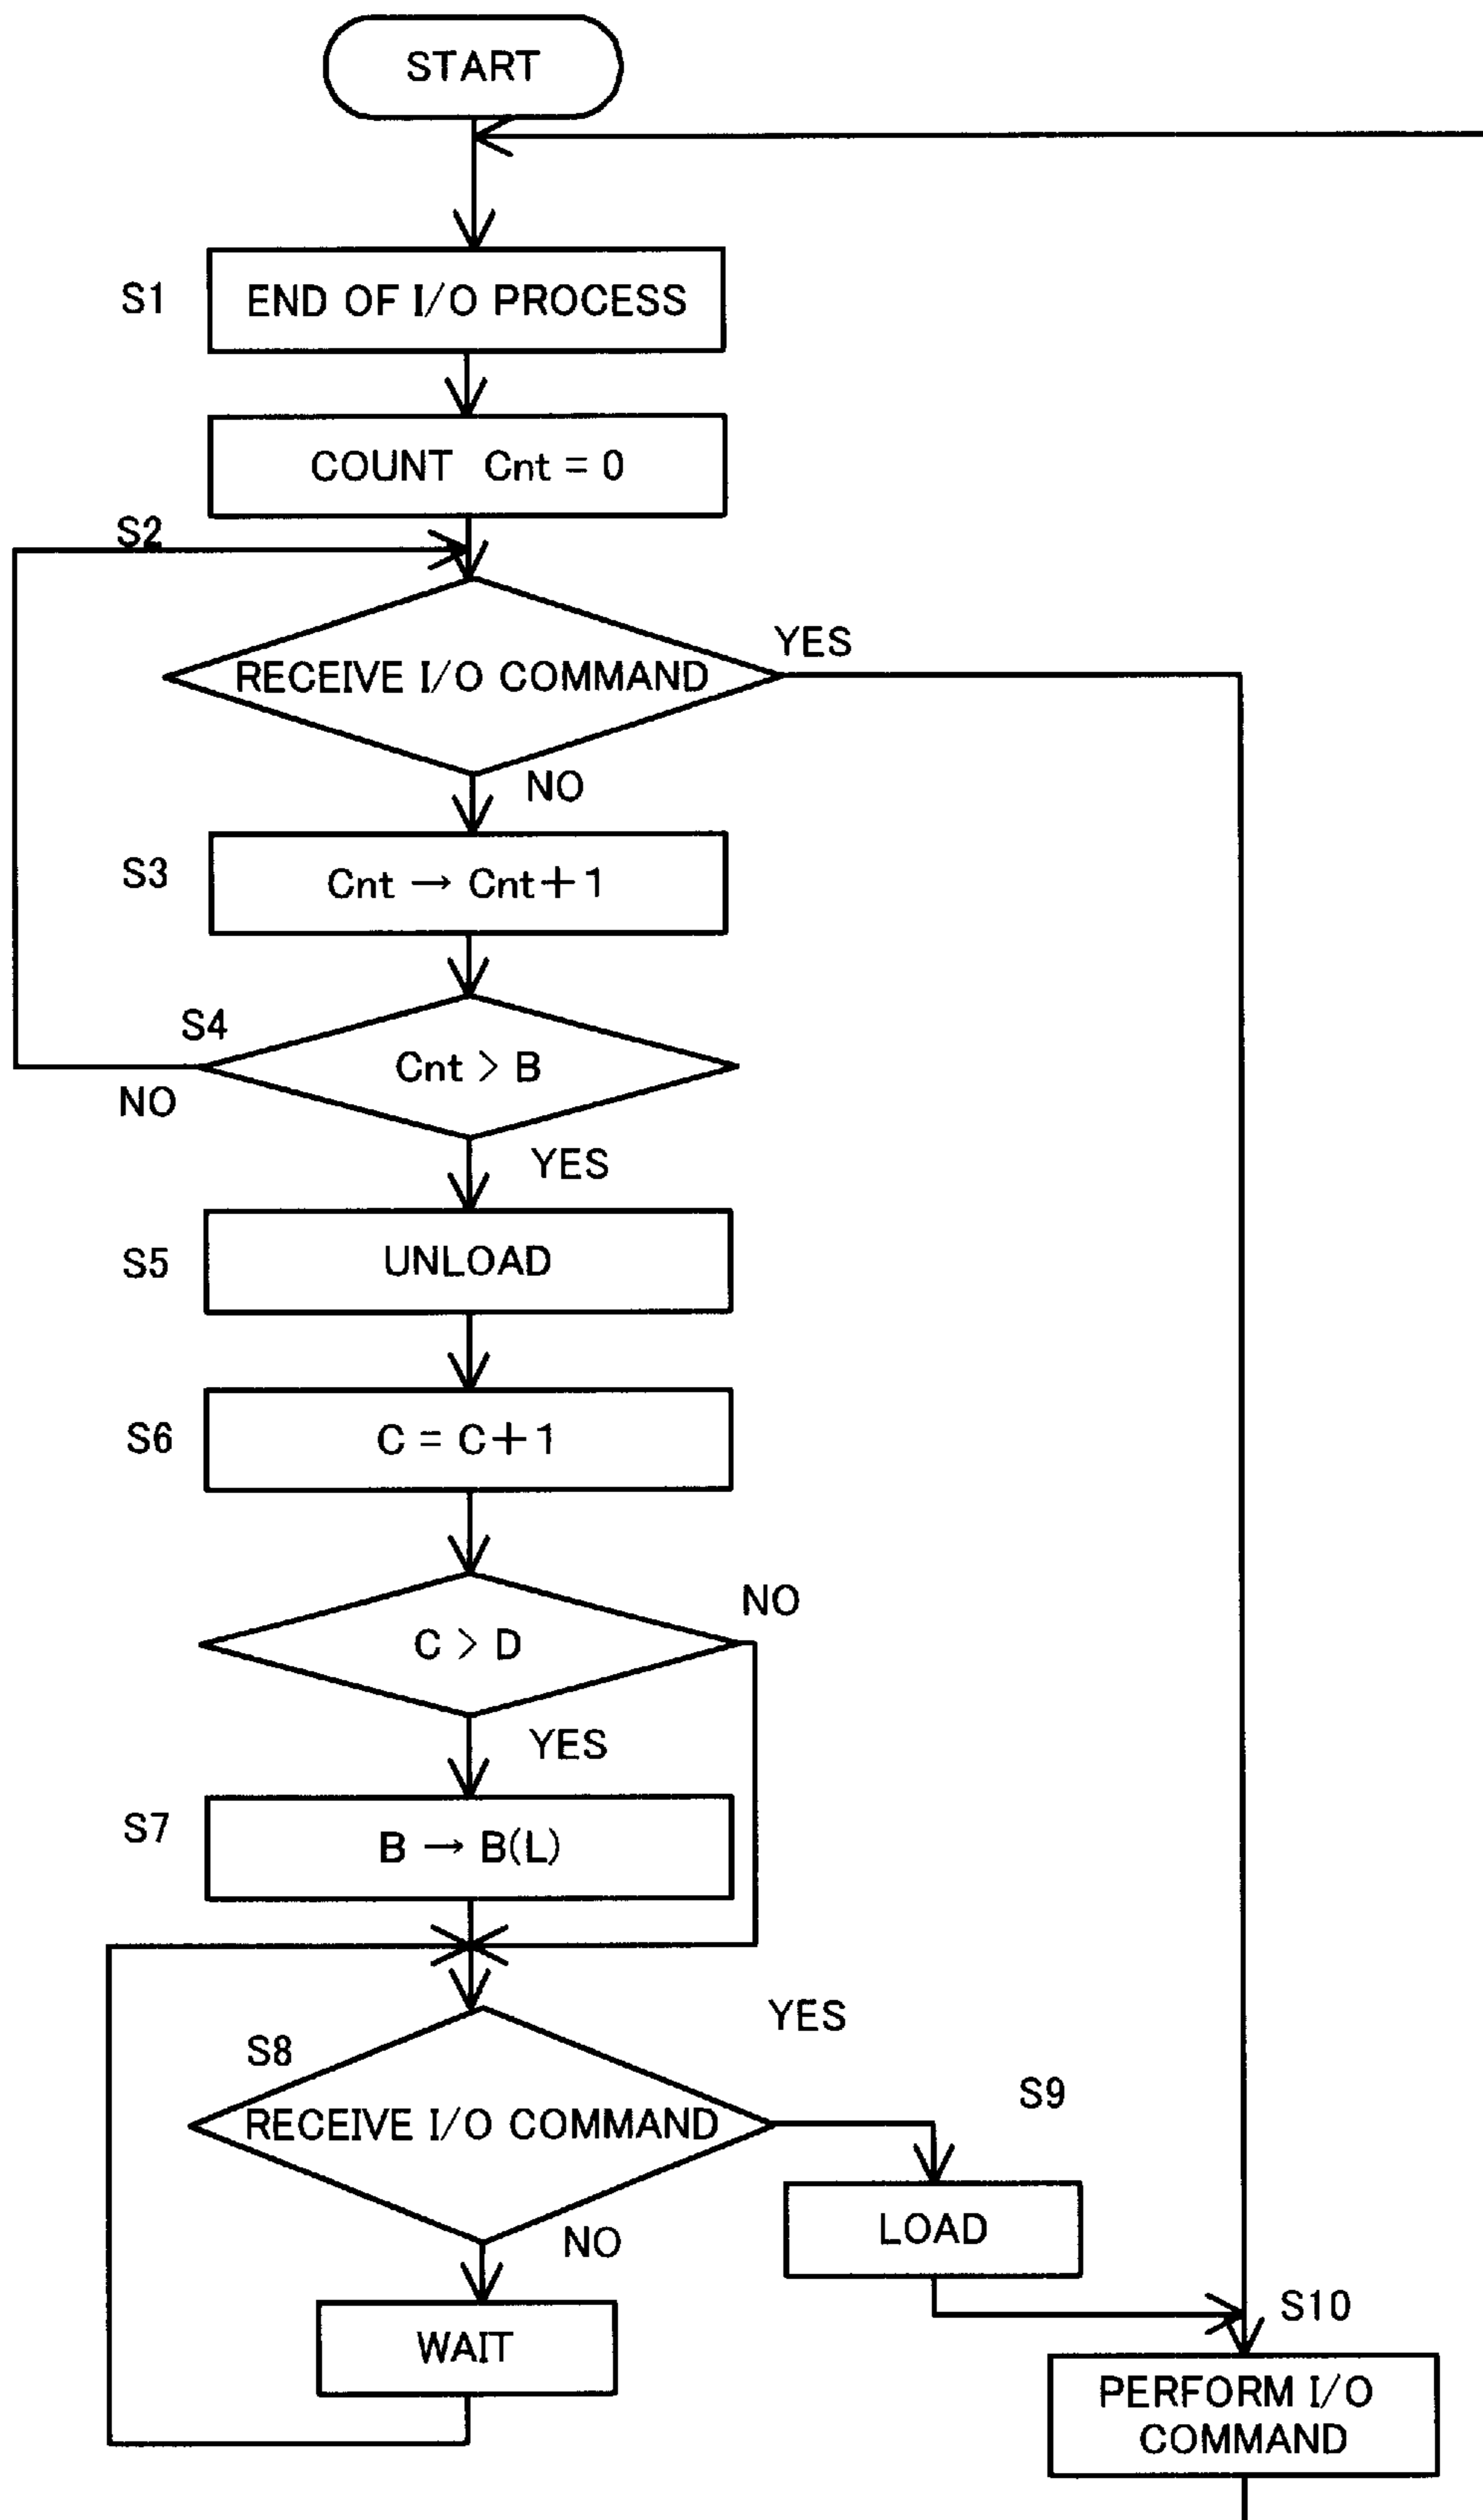 START
S1
END OF I/O PROCESS
COUNT Cnt = 0
S2
RECEIVE I/O COMMAND
YES
NO
S3
Cnt → Cnt+1
S4
Cnt > B
NO
YES
S5
UNLOAD
S6
C = C+1
C > D
NO
YES
S7
B → B(L)
S8
RECEIVE I/O COMMAND
YES
S9
LOAD
NO
WAIT
S10
PERFORM I/O
COMMAND